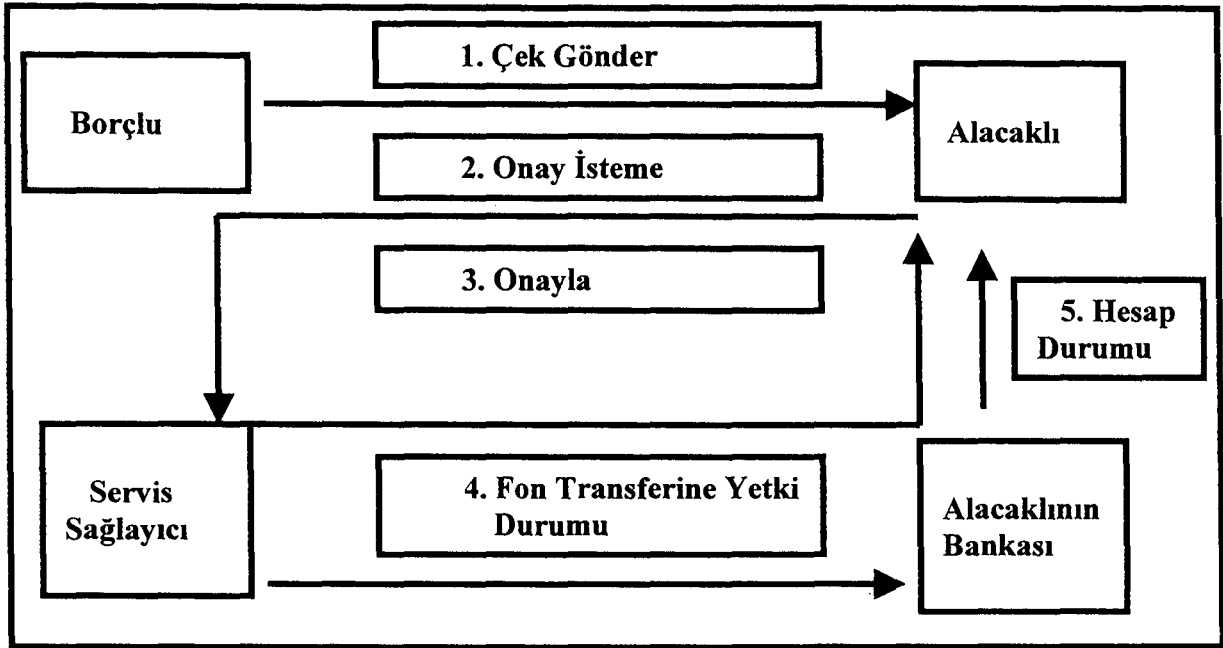 1. Çek Gönder
Borçlu
Alacaklı
2. Onay İsteme
3. Onayla
5. Hesap
Durumu
Servis
Sağlayıcı
4. Fon Transferine Yetki
Durumu
Alacaklının
Bankası